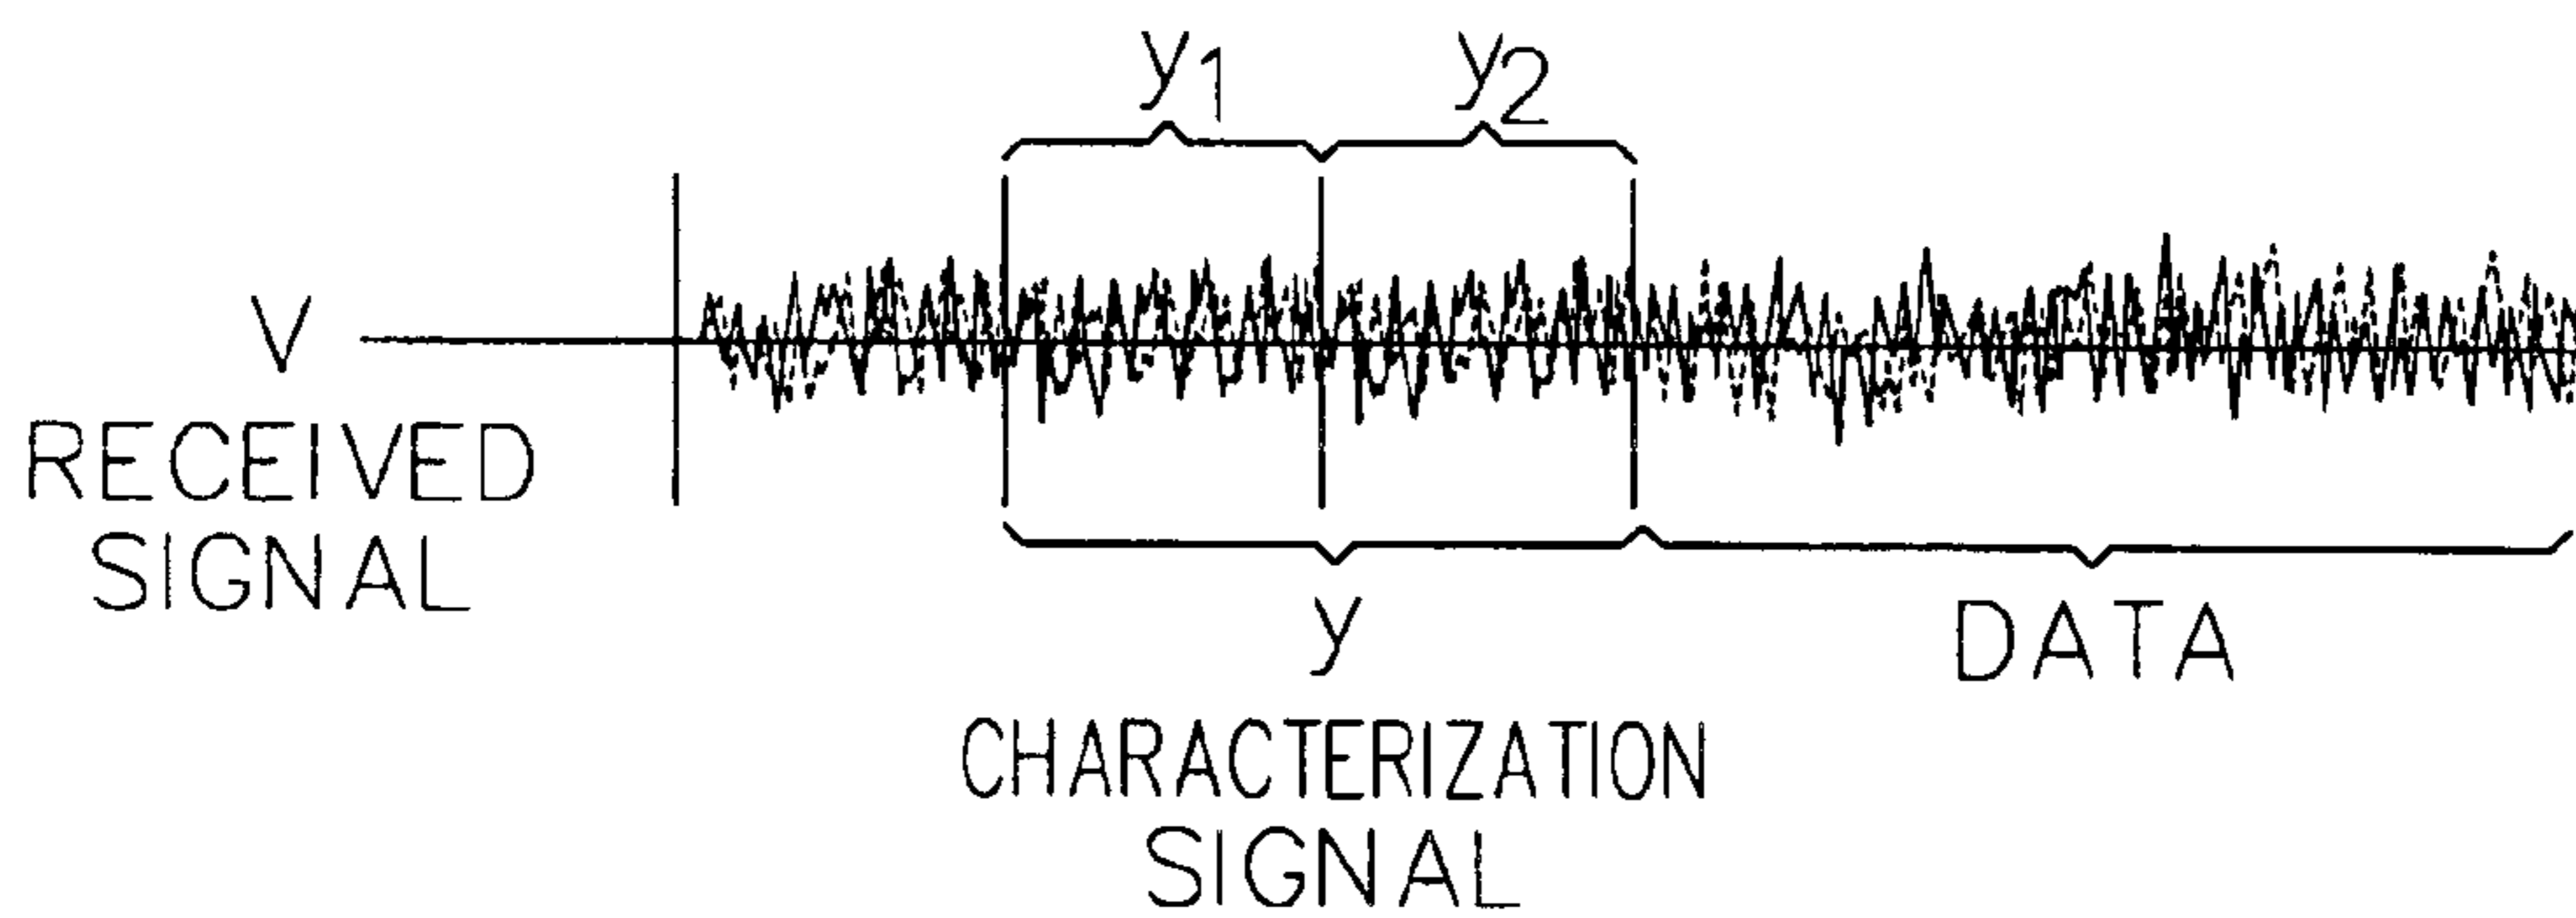 y1
y2
V
RECEIVED
SIGNAL
y
DATA
CHARACTERIZATION
SIGNAL